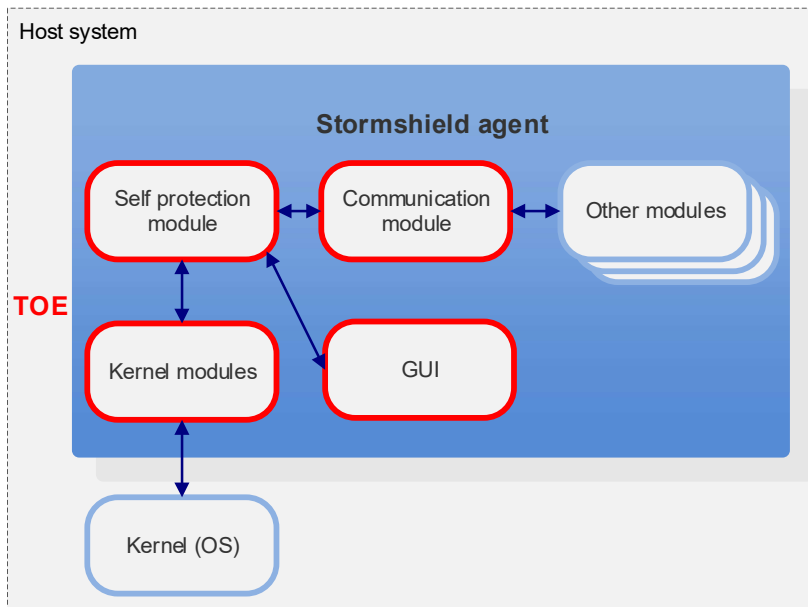 Host system
Stormshield agent
Self protection
module
Communication
module
Other modules
TOE
Kernel modules
GUI
Kernel (OS)